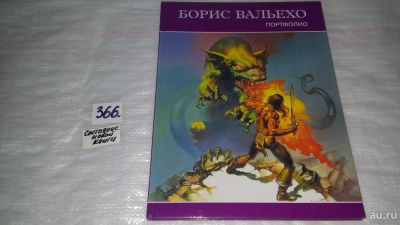 БОРИС ВАЛЬЕХО
ПОРТФОЛИО
366.
Состояние
новой
книги
au.ru